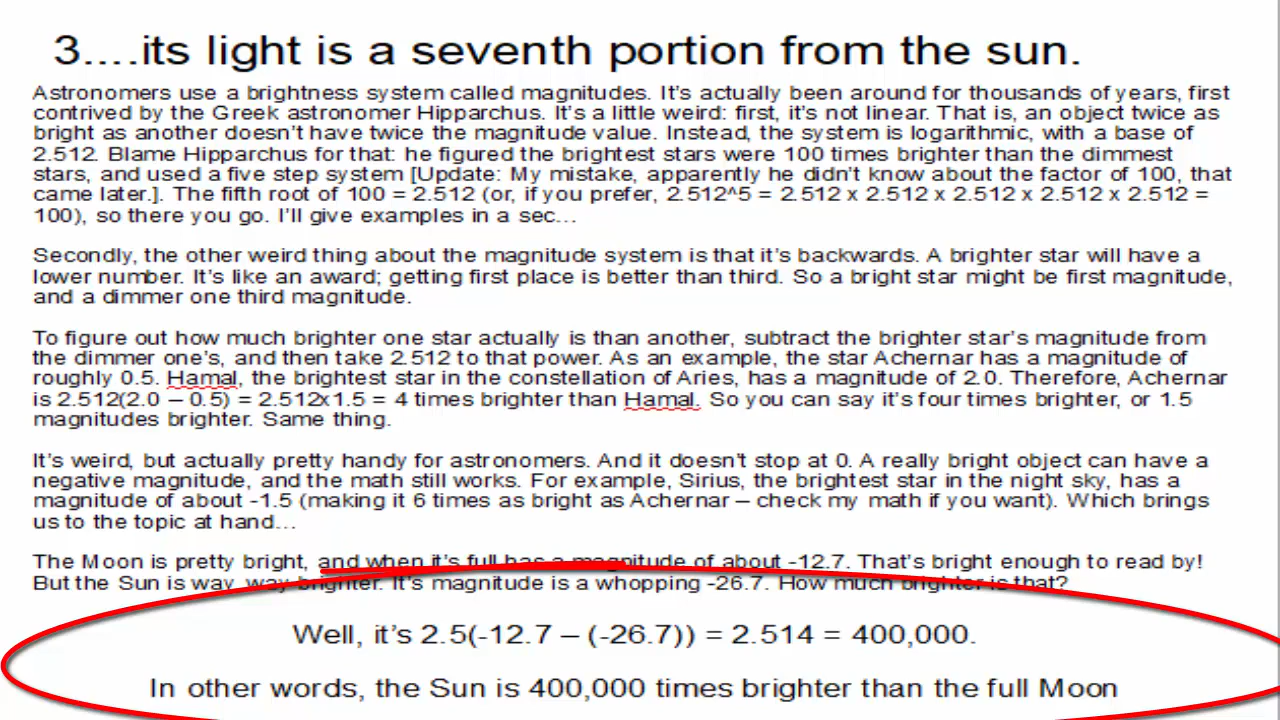 3....its light is a seventh portion from the sun.
Astronomers use a brightness system called magnitudes. It's actually been around for thousands of years, first
contrived by the Greek astronomer Hipparchus. It's a little weird: first, it's not linear. That is, an object twice as
bright as another doesn't have twice the magnitude value. Instead, the system is logarithmic, with a base of
2.512. Blame Hipparchus for that: he figured the brightest stars were 100 times brighter than the dimmest
stars, and used a five step system [Update: My mistake, apparently he didn't know about the factor of 100, that
came later.]. The fifth root of 100 = 2.512 (or, if you prefer, 2.512^5 = 2.512 x 2.512 x 2.512 x 2.512 x 2.512 =
100), so there you go. I'll give examples in a sec...
Secondly, the other weird thing about the magnitude system is that it's backwards. A brighter star will have a
lower number. It's like an award; getting first place is better than third. So a bright star might be first magnitude,
and a dimmer one third magnitude.
To figure out how much brighter one star actually is than another, subtract the brighter star's magnitude from
the dimmer one's, and then take 2.512 to that power. As an example, the star Achernar has a magnitude of
roughly 0.5. Hamal, the brightest star in the constellation of Aries, has a magnitude of 2.0. Therefore, Achernar
is 2.512(2.0 – 0.5) = 2.512x1.5 = 4 times brighter than Hamal. So you can say it's four times brighter, or 1.5
magnitudes brighter. Same thing.
It's weird, but actually pretty handy for astronomers. And it doesn't stop at 0. A really bright object can have a
negative magnitude, and the math still works. For example, Sirius, the brightest star in the night sky, has a
magnitude of about -1.5 (making it 6 times as bright as Achernar – check my math if you want). Which brings
us to the topic at hand...
The Moon is pretty bright, and when it's full has a magnitude of about -12.7. That's bright enough to read by!
But the Sun is way, way brighter. It's magnitude is a whopping -26.7. How much brighter is that?
Well, it's 2.5(-12.7 – (-26.7)) = 2.514 = 400,000.
In other words, the Sun is 400,000 times brighter than the full Moon